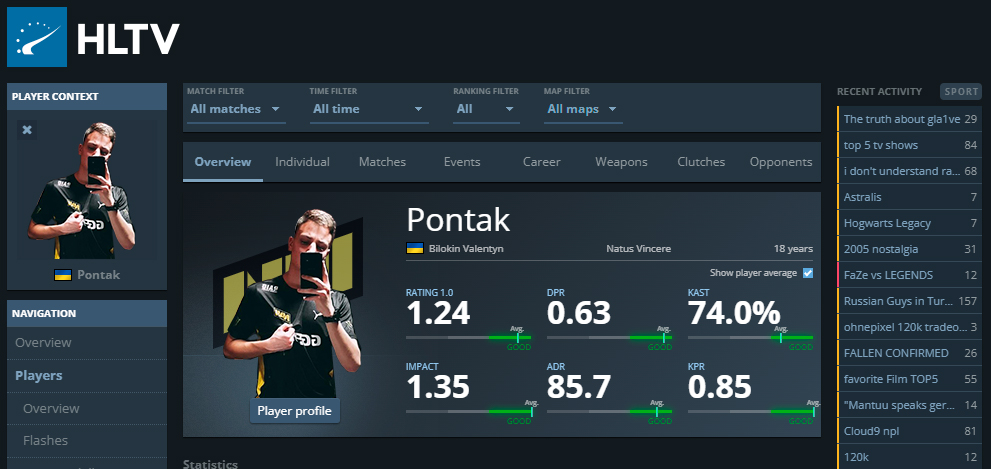 HLTV
PLAYER CONTEXT
Pontak
NAVIGATION
Overview
Players
Overview
Flashes
MATCH FILTER
All matches
TIME FILTER
All time
RANKING FILTER
All
MAP FILTER
All maps
Overview Individual Matches Events Career Weapons Clutches Opponents
Pontak
Bilokin Valentyn Natus Vincere 18 years
Show player average
RATING 1.0
1.24
Avg.
GOOD
DPR
0.63
Avg.
GOOD
KAST
74.0%
Avg.
GOOD
IMPACT
1.35
Avg.
GOOD
ADR
85.7
Avg.
GOOD
KPR
0.85
Avg.
GOOD
Player profile
Statistics
RECENT ACTIVITY SPORT
The truth about gla1ve 29
top 5 tv shows 84
i don't understand ra... 68
Astralis 7
Hogwarts Legacy 7
2005 nostalgia 31
FaZe vs LEGENDS 12
Russian Guys in Tur... 157
ohnepixel 120k tradeo... 3
FALLEN CONFIRMED 26
favorite Film TOP5 55
"Mantuu speaks ger... 14
Cloud9 npl 81
120k 12